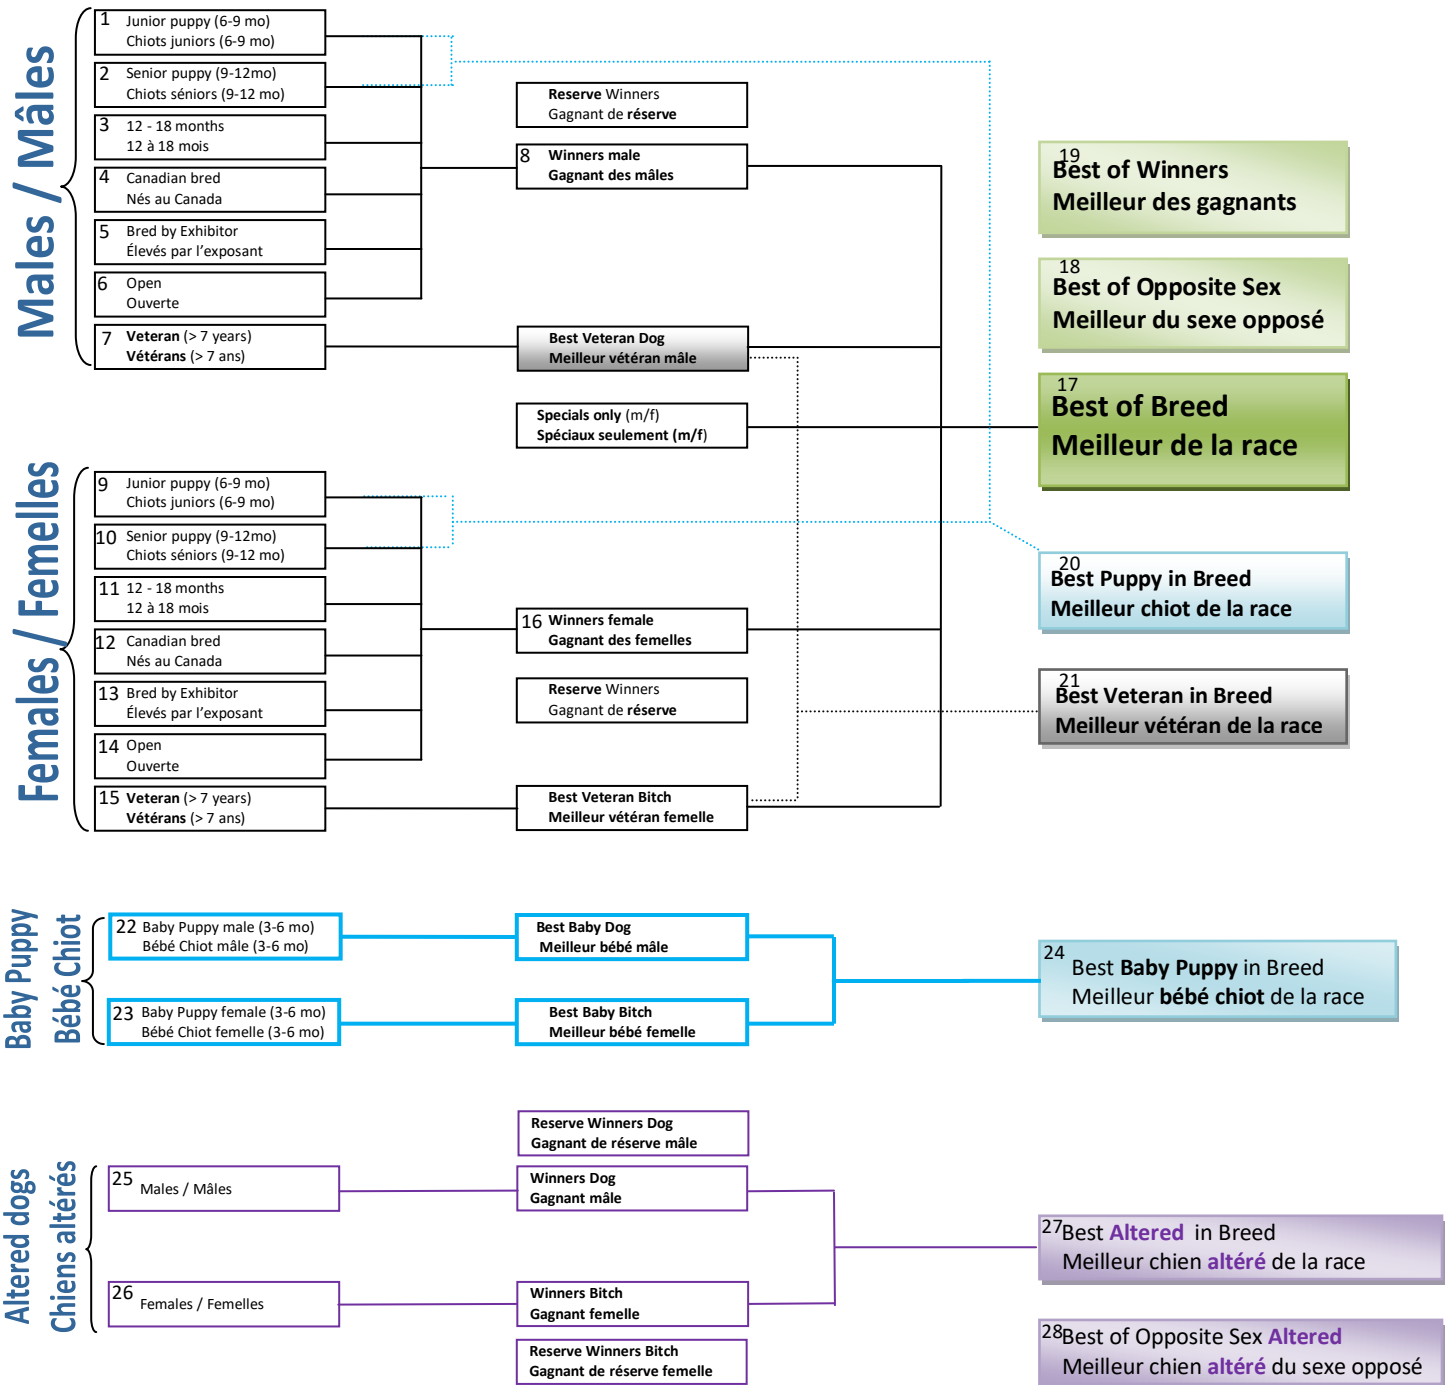 Males / Mâles
1 Junior puppy (6-9 mo)
Chiots juniors (6-9 mo)
2 Senior puppy (9-12mo)
Chiots séniors (9-12 mo)
3 12 - 18 months
12 à 18 mois
4 Canadian bred
Nés au Canada
5 Bred by Exhibitor
Élevés par l'exposant
6 Open
Ouverte
7 Veteran (> 7 years)
Vétérans (> 7 ans)
Reserve Winners
Gagnant de réserve
8 Winners male
Gagnant des mâles
Best Veteran Dog
Meilleur vétéran mâle
Specials only (m/f)
Spéciaux seulement (m/f)
19
Best of Winners
Meilleur des gagnants
18
Best of Opposite Sex
Meilleur du sexe opposé
17
Best of Breed
Meilleur de la race
Females / Femelles
9 Junior puppy (6-9 mo)
Chiots juniors (6-9 mo)
10 Senior puppy (9-12mo)
Chiots séniors (9-12 mo)
11 12 - 18 months
12 à 18 mois
12 Canadian bred
Nés au Canada
13 Bred by Exhibitor
Élevés par l'exposant
14 Open
Ouverte
15 Veteran (> 7 years)
Vétérans (> 7 ans)
16 Winners female
Gagnant des femelles
Reserve Winners
Gagnant de réserve
Best Veteran Bitch
Meilleur vétéran femelle
20
Best Puppy in Breed
Meilleur chiot de la race
21
Best Veteran in Breed
Meilleur vétéran de la race
Baby Puppy
Bébé Chiot
22 Baby Puppy male (3-6 mo)
Bébé Chiot mâle (3-6 mo)
23 Baby Puppy female (3-6 mo)
Bébé Chiot femelle (3-6 mo)
Best Baby Dog
Meilleur bébé mâle
Best Baby Bitch
Meilleur bébé femelle
24 Best Baby Puppy in Breed
Meilleur bébé chiot de la race
Altered dogs
Chiens altérés
25 Males / Mâles
26 Females / Femelles
Reserve Winners Dog
Gagnant de réserve mâle
Winners Dog
Gagnant mâle
Winners Bitch
Gagnant femelle
Reserve Winners Bitch
Gagnant de réserve femelle
27 Best Altered in Breed
Meilleur chien altéré de la race
28 Best of Opposite Sex Altered
Meilleur chien altéré du sexe opposé